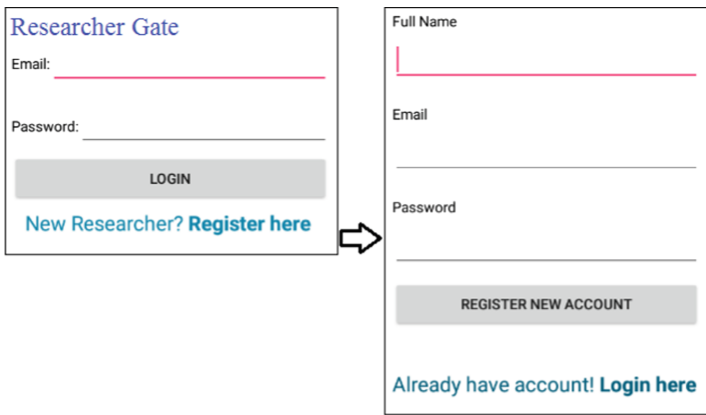 Researcher Gate
Email:
Password:
LOGIN
New Researcher? Register here
Full Name
Email
Password
REGISTER NEW ACCOUNT
Already have account! Login here